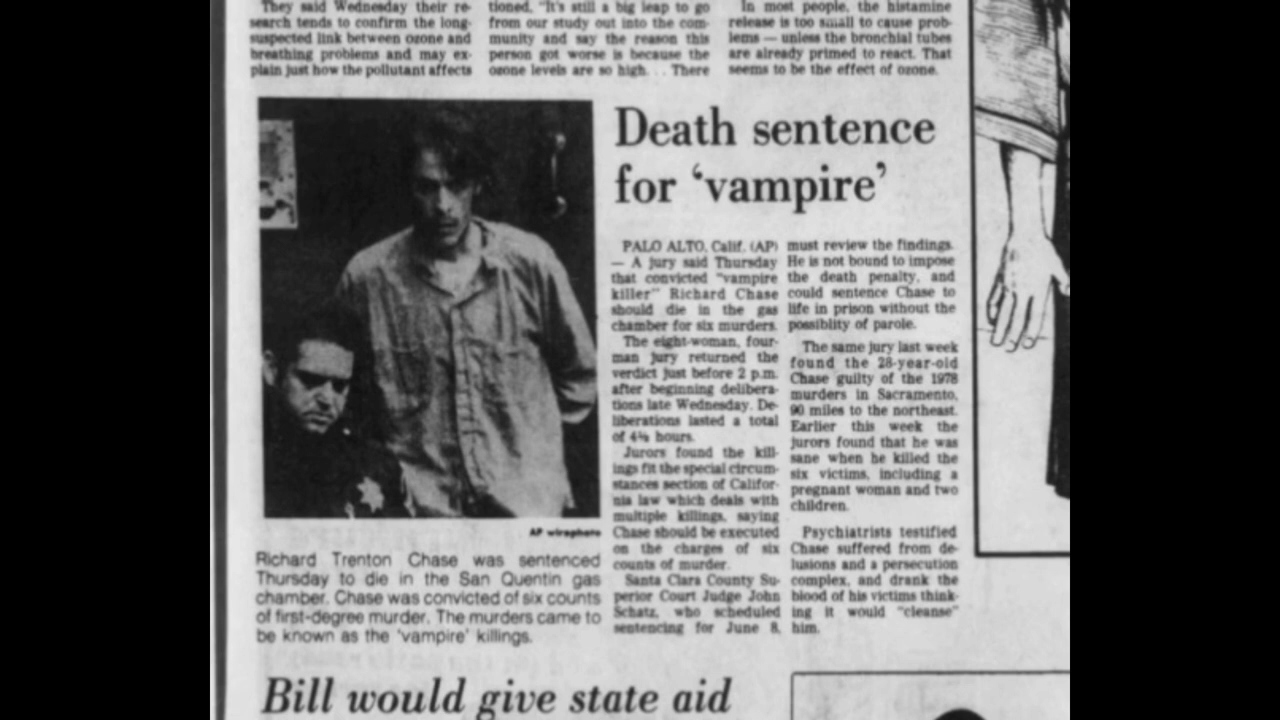 They said Wednesday their re-
search tends to confirm the long-
suspected link between ozone and
breathing problems and may ex-
plain just how the pollutant affects
tioned. "It's still a big leap to go
from our study out into the com-
munity and say the reason this
person got worse is because the
ozone levels are so high. . . There
In most people, the histamine
release is too small to cause prob-
lems — unless the bronchial tubes
are already primed to react. That
seems to be the effect of ozone.
Death sentence
for 'vampire'
PALO ALTO, Calif. (AP)
— A jury said Thursday
that convicted "vampire
killer" Richard Chase
should die in the gas
chamber for six murders.
The eight-woman, four-
man jury returned the
verdict just before 2 p.m.
after beginning delibera-
tions late Wednesday. De-
liberations lasted a total
of 4½ hours.
Jurors found the kill-
ings fit the special circum-
stances section of Califor-
nia law which deals with
multiple killings, saying
Chase should be executed
on the charges of six
counts of murder.
Santa Clara County Su-
perior Court Judge John
Schatz, who scheduled
sentencing for June 8,
must review the findings.
He is not bound to impose
the death penalty, and
could sentence Chase to
life in prison without the
possiblity of parole.
The same jury last week
found the 28-year-old
Chase guilty of the 1978
murders in Sacramento,
90 miles to the northeast.
Earlier this week the
jurors found that he was
sane when he killed the
six victims, including a
pregnant woman and two
children.
Psychiatrists testified
Chase suffered from de-
lusions and a persecution
complex, and drank the
blood of his victims think-
ing it would "cleanse"
him.
AP wirephoto
Richard Trenton Chase was sentenced
Thursday to die in the San Quentin gas
chamber. Chase was convicted of six counts
of first-degree murder. The murders came to
be known as the 'vampire' killings.
Bill would give state aid